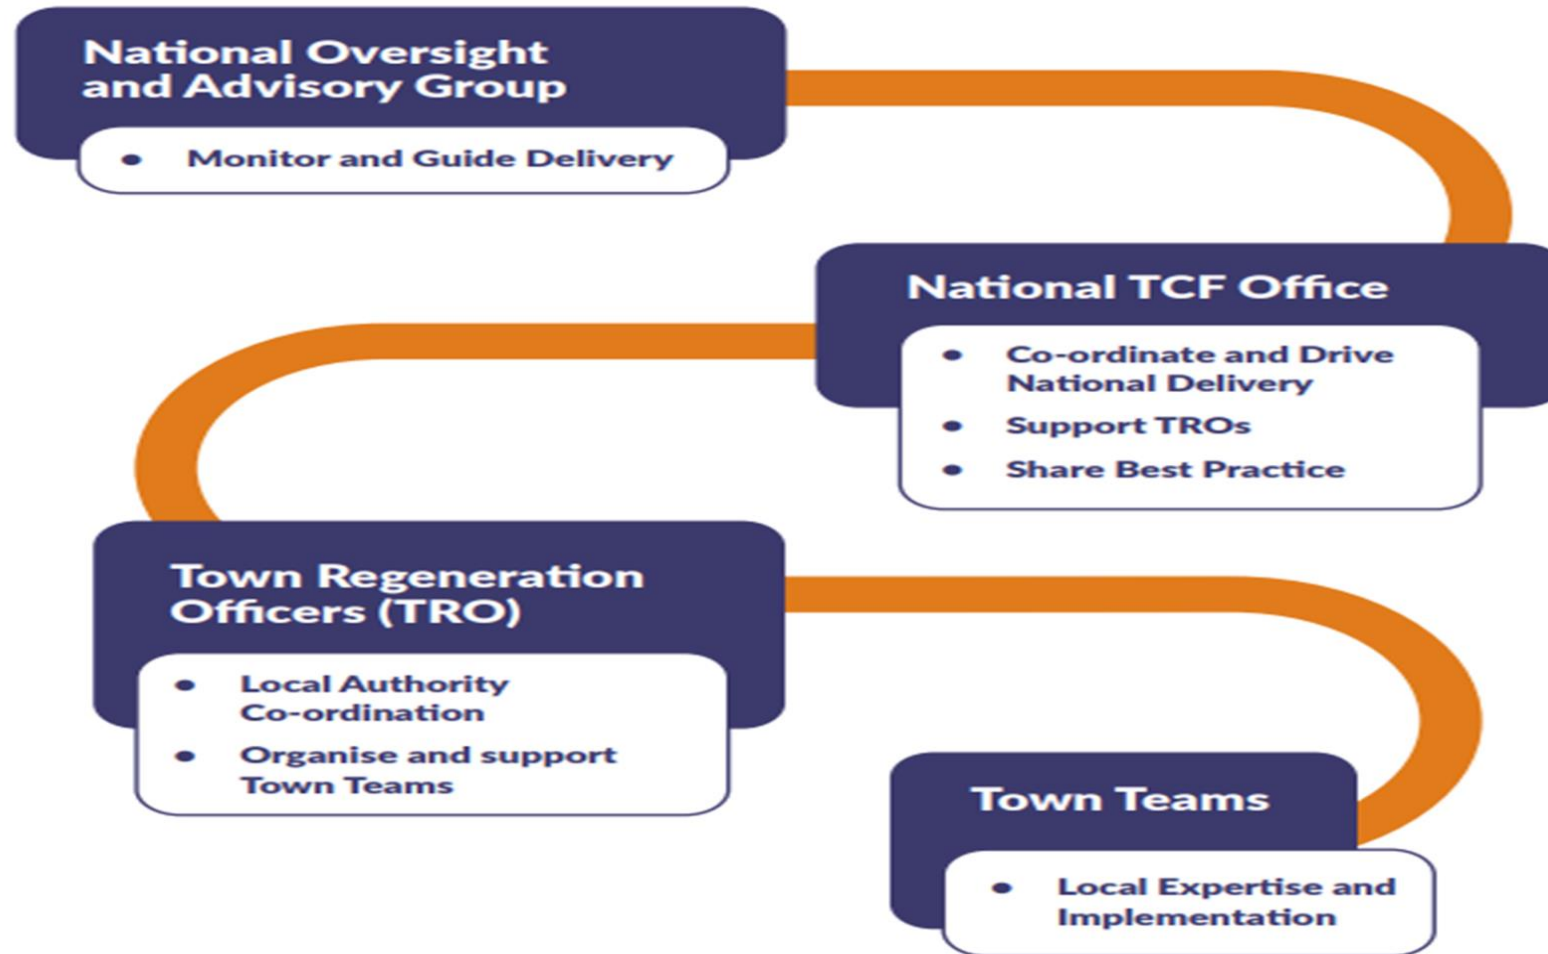 National Oversight
and Advisory Group
• Monitor and Guide Delivery
National TCF Office
• Co-ordinate and Drive
National Delivery
• Support TROs
• Share Best Practice
Town Regeneration
Officers (TRO)
• Local Authority
Co-ordination
• Organise and support
Town Teams
Town Teams
• Local Expertise and
Implementation